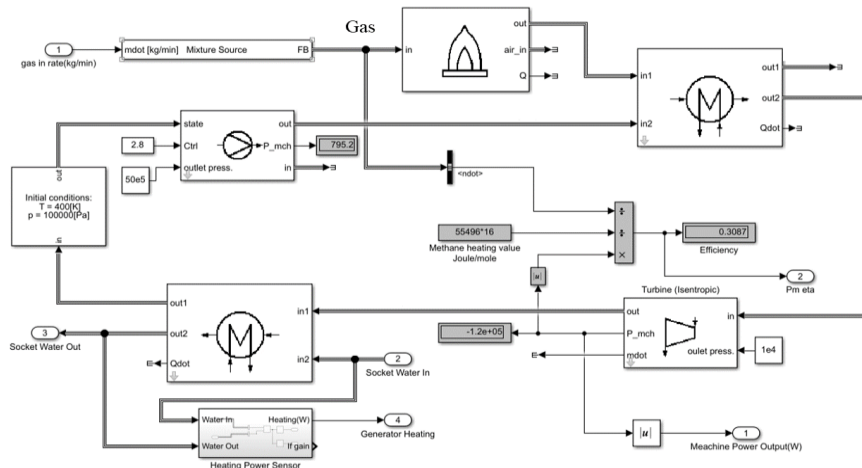 Gas
1
gas in rate(kg/min)
mdot [kg/min] Mixture Source FB
in
out
air_in
Q
in1
in2
out1
out2
Qdot
state
Ctrl
outlet press.
out
P_mch
in
2.8
50e5
795.2
<ndot>
Initial conditions:
T = 400[K]
p = 100000[Pa]
out
in
55496*16
Methane heating value
Joule/mole
÷
÷
×
|u|
0.3087
Efficiency
2
Pm eta
Turbine (Isentropic)
out
P_mch
mdot
in
oulet press.
1e4
-1.2e+05
out1
out2
Qdot
in1
in2
3
Socket Water Out
2
Socket Water In
Water In
Water Out
Heating(W)
If gain
Heating Power Sensor
4
Generator Heating
|u|
1
Meachine Power Output(W)